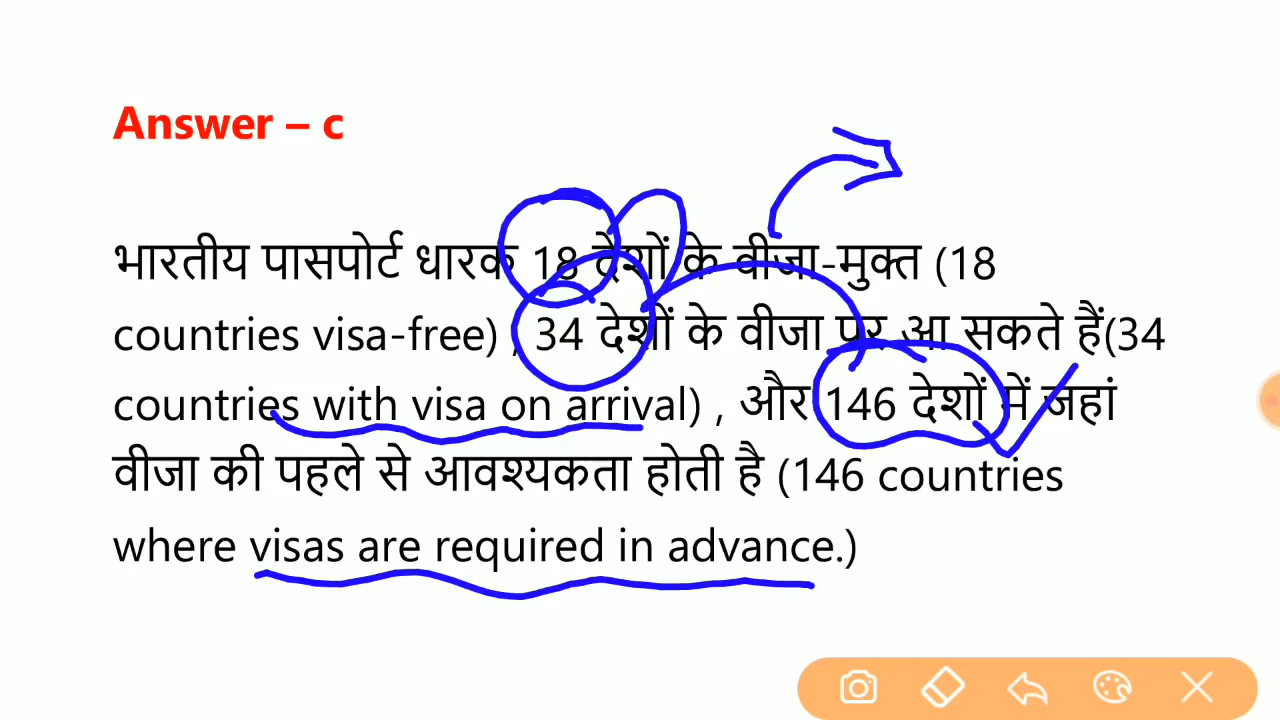 Answer – c
भारतीय पासपोर्ट धारक 18 देशों के वीजा-मुक्त (18
countries visa-free) , 34 देशों के वीजा पर आ सकते हैं(34
countries with visa on arrival) , और 146 देशों में जहां
वीजा की पहले से आवश्यकता होती है (146 countries
where visas are required in advance.)